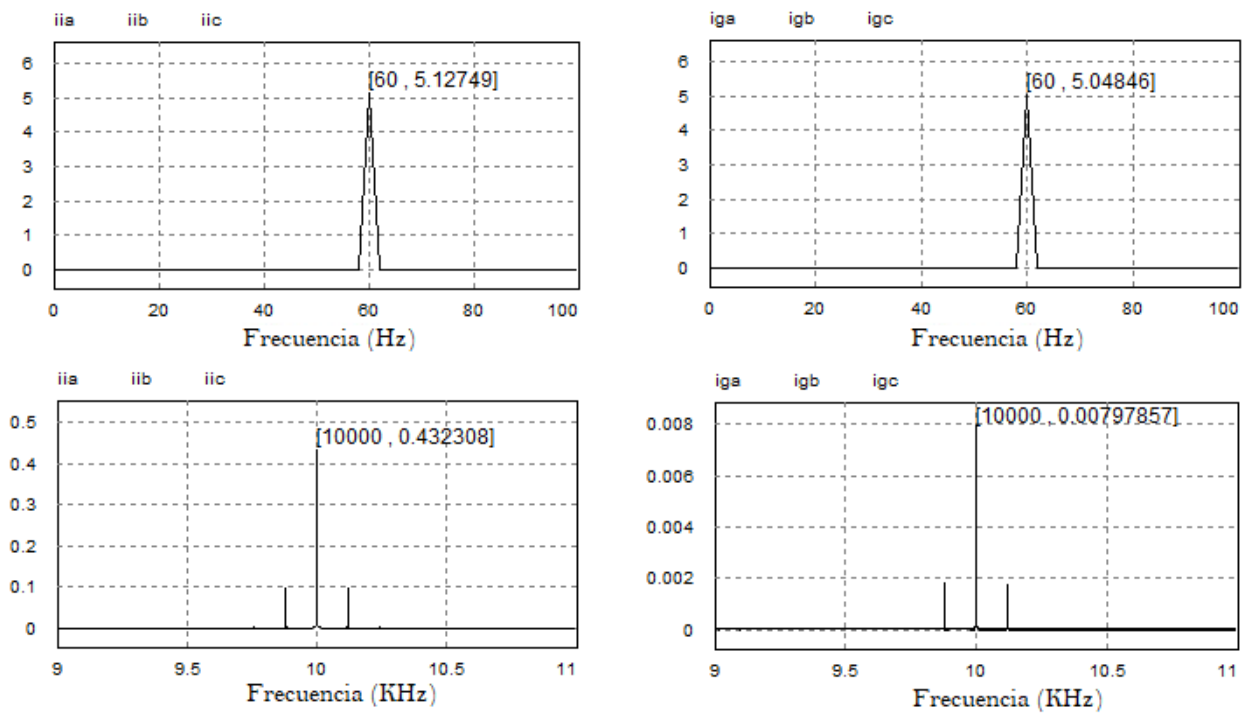 iia iib iic
6
5
4
3
2
1
0
[60 , 5.12749]
0 20 40 60 80 100
Frecuencia (Hz)
iga igb igc
6
5
4
3
2
1
0
[60 , 5.04846]
0 20 40 60 80 100
Frecuencia (Hz)
iia iib iic
0.5
0.4
0.3
0.2
0.1
0
[10000 , 0.432308]
9 9.5 10 10.5 11
Frecuencia (KHz)
iga igb igc
0.008
0.006
0.004
0.002
0
[10000 , 0.00797857]
9 9.5 10 10.5 11
Frecuencia (KHz)